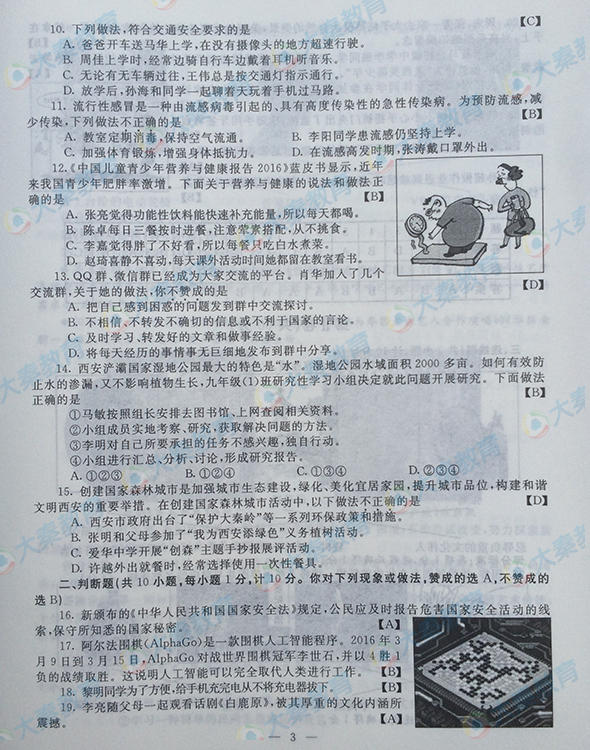 10. 下列做法,符合交通安全要求的是 【C】
A. 爸爸开车送马华上学,在没有摄像头的地方超速行驶。
B. 周佳上学时,经常边骑自行车边戴着耳机听音乐。
C. 无论有无车辆过往,王伟总是按交通灯指示通行。
D. 放学后,孙海和同学一起聊着天玩着手机过马路。
11. 流行性感冒是一种由流感病毒引起的、具有高度传染性的急性传染病。为预防流感,减
少传染,下列做法不正确的是 【B】
A. 教室定期消毒,保持空气流通。 B. 李阳同学患流感仍坚持上学。
C. 加强体育锻炼,增强身体抵抗力。 D. 在流感高发时期,张涛戴口罩外出。
12.《中国儿童青少年营养与健康报告 2016》蓝皮书显示,近年
来我国青少年肥胖率激增。下面关于营养与健康的说法和做法正
确的是 【B】
A. 张亮觉得功能性饮料能快速补充能量,所以每天都喝。
B. 陈卓每日三餐按时进餐,注意荤素搭配,从不挑食。
C. 李嘉觉得胖了不好看,所以每餐只吃白水煮菜。
D. 赵琦喜静不喜动,每天课外活动时间她都留在教室看书。
13. QQ 群、微信群已经成为大家交流的平台。肖华加入了几个
交流群,关于她的做法,你不赞成的是 【D】
A. 把自己感到困惑的问题发到群中交流探讨。
B. 不相信、不转发不确切的信息或不利于国家的言论。
C. 及时学习、转发好的文章和做事经验。
D. 将每天经历的事情事无巨细地发布到群中分享。
14. 西安浐灞国家湿地公园最大的特色是“水”。湿地公园水域面积 2000 多亩。如何有效防
止水的渗漏,又不影响植物生长,九年级(1)班研究性学习小组决定就此问题开展研究。下面做法
正确的是 【B】
①马敏按照组长安排去图书馆、上网查阅相关资料。
②小组成员实地考察、研究,获取解决问题的方法。
③李明对自己所要承担的任务不感兴趣,独自行动。
④小组进行汇总、分析、讨论,形成研究报告。
A. ①②③ B. ①②④ C. ①③④ D. ②③④
15. 创建国家森林城市是加强城市生态建设,绿化、美化宜居家园,提升城市品位,构建和谐
文明西安的重要举措。在创建国家森林城市活动中,以下做法不正确的是 【D】
A. 西安市政府出台了“保护大秦岭”等一系列环保政策和措施。
B. 张明和父母参加了“我为西安添绿色”义务植树活动。
C. 爱华中学开展“创森”主题手抄报展评活动。
D. 许越外出就餐时,经常选择使用一次性餐具。
二、判断题(共 10 小题,每小题 1 分,计 10 分。你对下列现象或做法,赞成的选 A,不赞成的
选 B)
16. 新颁布的《中华人民共和国国家安全法》规定,公民应及时报告危害国家安全活动的线
索,保守所知悉的国家秘密。 【A】
17. 阿尔法围棋(AlphaGo)是一款围棋人工智能程序。2016 年 3
月 9 日到 3 月 15 日,AlphaGo 对战世界围棋冠军李世石,并以 4 胜 1
负的战绩取胜。这说明人工智能可以完全取代人类进行工作。 【B】
18. 黎明同学为了方便,给手机充完电从不将充电器拔下。 【B】
19. 李亮随父母一起观看话剧《白鹿原》,被其厚重的文化内涵所
震撼。 【A】
— 3 —
大秦教育